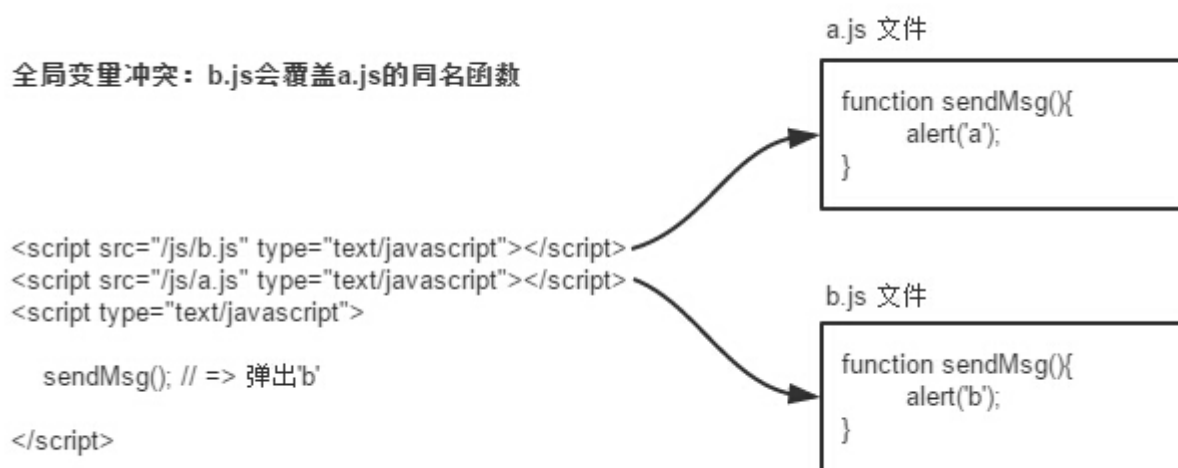 全局变量冲突：b.js会覆盖a.js的同名函数
<script src="/js/b.js" type="text/javascript"></script>
<script src="/js/a.js" type="text/javascript"></script>
<script type="text/javascript">
sendMsg(); // => 弹出'b'
</script>
a.js 文件
function sendMsg(){
alert('a');
}
b.js 文件
function sendMsg(){
alert('b');
}